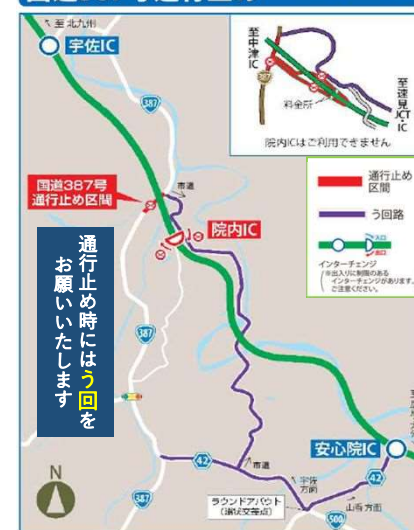 至 北九州
宇佐IC
387
至中津IC
至速見JCT・IC
387
料金所
院内ICはご利用できません
国道387号
通行止め区間
市道
院内IC
通行止め
区間
う回路
入口
出口
インターチェンジ
※出入りに制限のある
インターチェンジがあります。
ご注意ください。
通行止め時にはう回を
お願いいたします
387
安心院IC
42
市道
42
宇佐
方面
N
387
ラウンドアバウト
山香方面
500